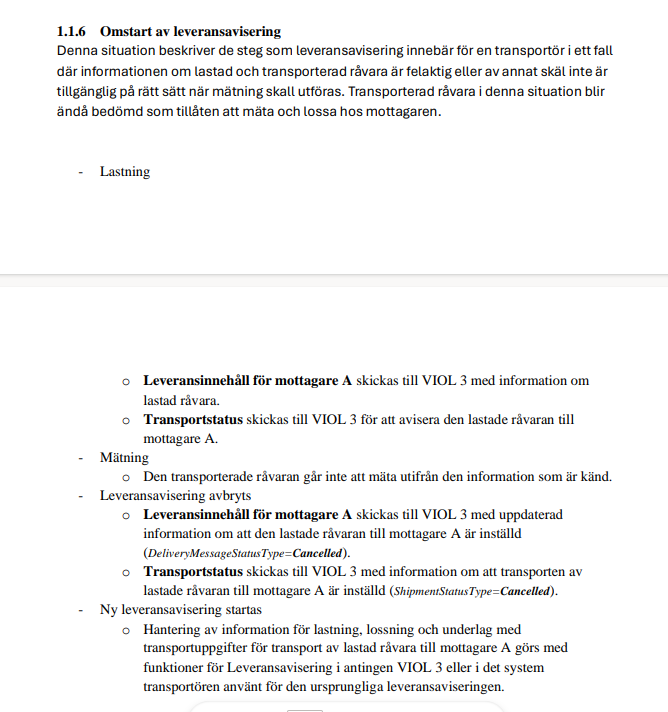 1.1.6 Omstart av leveransavisering
Denna situation beskriver de steg som leveransavisering innebär för en transportör i ett fall
där informationen om lastad och transporterad råvara är felaktig eller av annat skäl inte är
tillgänglig på rätt sätt när mätning skall utföras. Transporterad råvara i denna situation blir
ändå bedömd som tillåten att mäta och lossa hos mottagaren.
- Lastning
o Leveransinnehåll för mottagare A skickas till VIOL 3 med information om
lastad råvara.
o Transportstatus skickas till VIOL 3 för att avisera den lastade råvaran till
mottagare A.
- Mätning
o Den transporterade råvaran går inte att mäta utifrån den information som är känd.
- Leveransavisering avbryts
o Leveransinnehåll för mottagare A skickas till VIOL 3 med uppdaterad
information om att den lastade råvaran till mottagare A är inställd
(DeliveryMessageStatusType=Cancelled).
o Transportstatus skickas till VIOL 3 med information om att transporten av
lastade råvaran till mottagare A är inställd (ShipmentStatusType=Cancelled).
- Ny leveransavisering startas
o Hantering av information för lastning, lossning och underlag med
transportuppgifter för transport av lastad råvara till mottagare A görs med
funktioner för Leveransavisering i antingen VIOL 3 eller i det system
transportören använt för den ursprungliga leveransaviseringen.